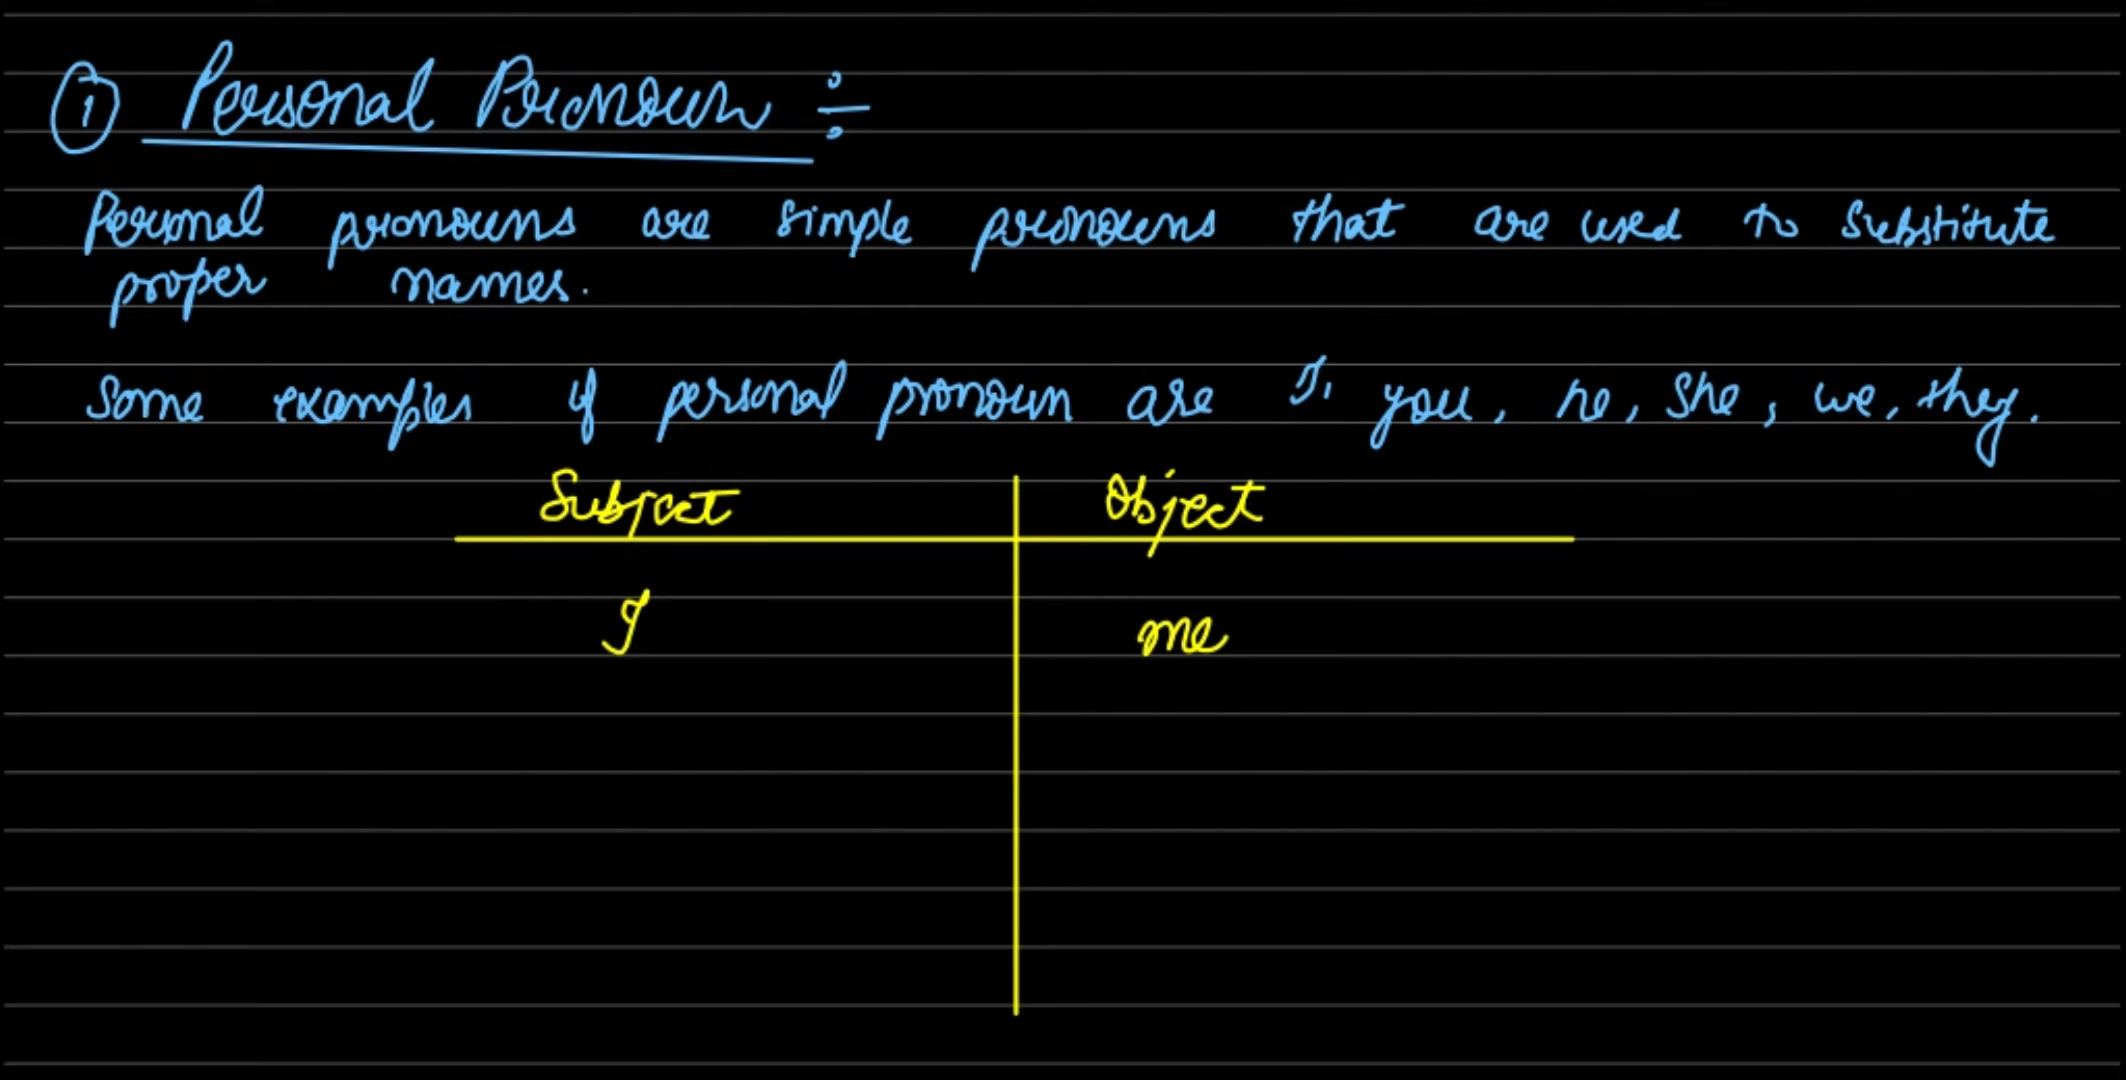 ① Personal Pronoun ÷
Personal pronouns are simple pronouns that are used to substitute
proper names.
Some examples of personal pronoun are I, you, he, she, we, they.
Subject Object
I me